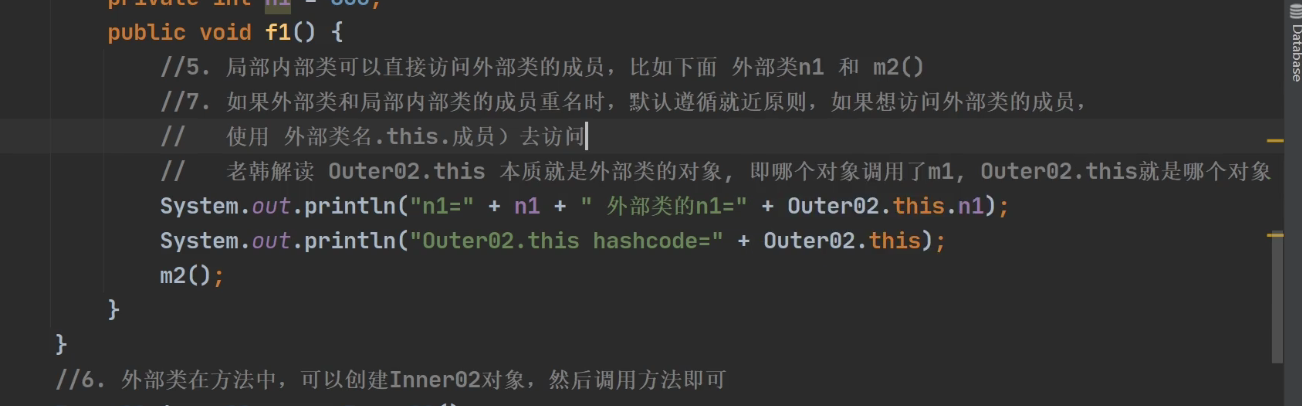 private int n1 = 800;
public void f1() {
//5. 局部内部类可以直接访问外部类的成员，比如下面 外部类n1 和 m2()
//7. 如果外部类和局部内部类的成员重名时，默认遵循就近原则，如果想访问外部类的成员，
//   使用 外部类名.this.成员）去访问
//   老韩解读 Outer02.this 本质就是外部类的对象, 即哪个对象调用了m1, Outer02.this就是哪个对象
System.out.println("n1=" + n1 + " 外部类的n1=" + Outer02.this.n1);
System.out.println("Outer02.this hashcode=" + Outer02.this);
m2();
}
}
//6. 外部类在方法中，可以创建Inner02对象，然后调用方法即可
Database